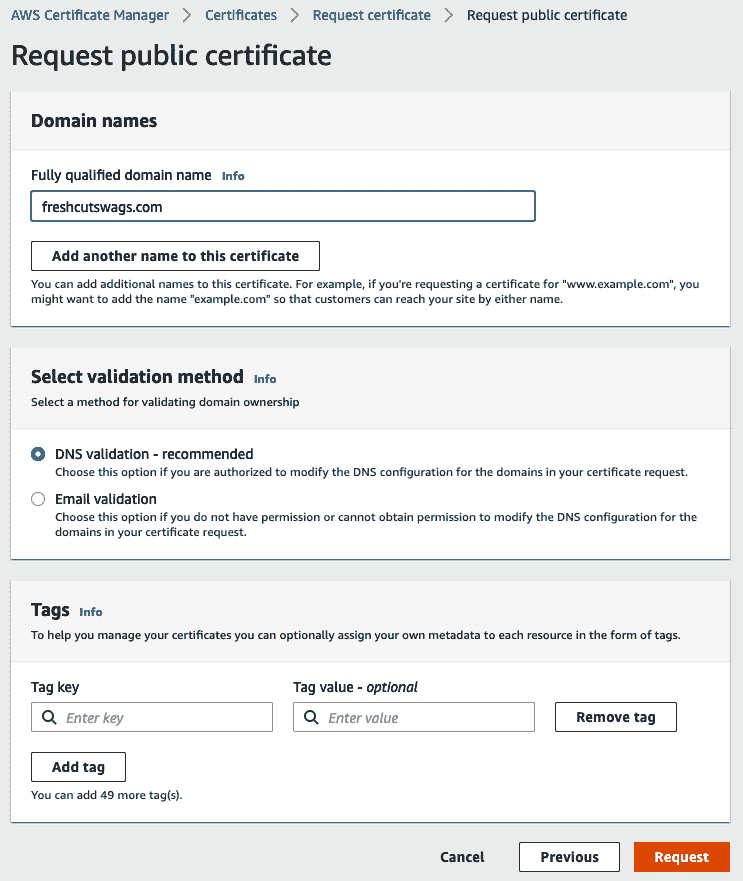 AWS Certificate Manager > Certificates > Request certificate > Request public certificate
Request public certificate
Domain names
Fully qualified domain name Info
freshcutswags.com
Add another name to this certificate
You can add additional names to this certificate. For example, if you're requesting a certificate for "www.example.com", you
might want to add the name "example.com" so that customers can reach your site by either name.
Select validation method Info
Select a method for validating domain ownership
DNS validation - recommended
Choose this option if you are authorized to modify the DNS configuration for the domains in your certificate request.
Email validation
Choose this option if you do not have permission or cannot obtain permission to modify the DNS configuration for the
domains in your certificate request.
Tags Info
To help you manage your certificates you can optionally assign your own metadata to each resource in the form of tags.
Tag key Tag value - optional
Enter key Enter value Remove tag
Add tag
You can add 49 more tag(s).
Cancel Previous Request